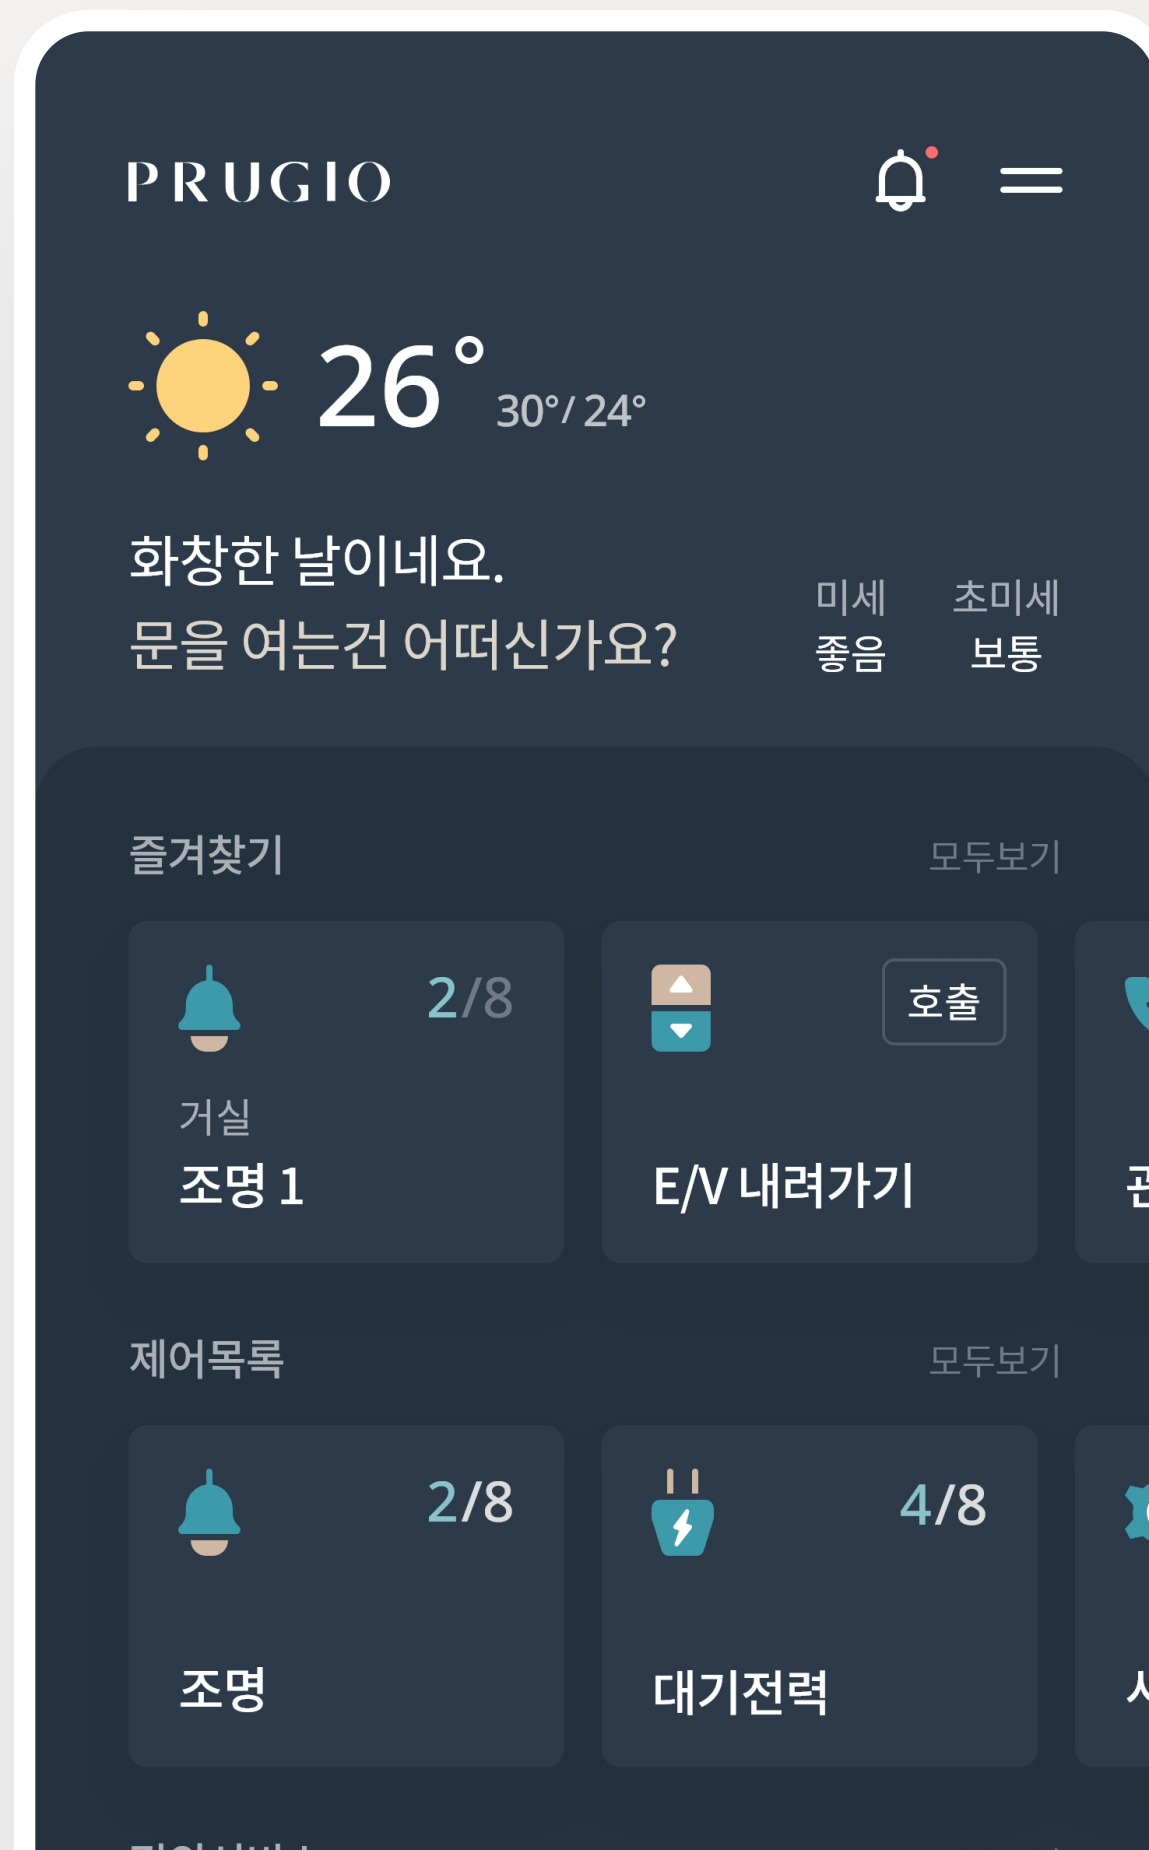 PRUGIO
26° 30°/ 24°
화창한 날이네요.
문을 여는건 어떠신가요?
미세 초미세
좋음 보통
즐겨찾기 모두보기
2/8 호출
거실
조명 1 E/V 내려가기
제어목록 모두보기
2/8 4/8
조명 대기전력